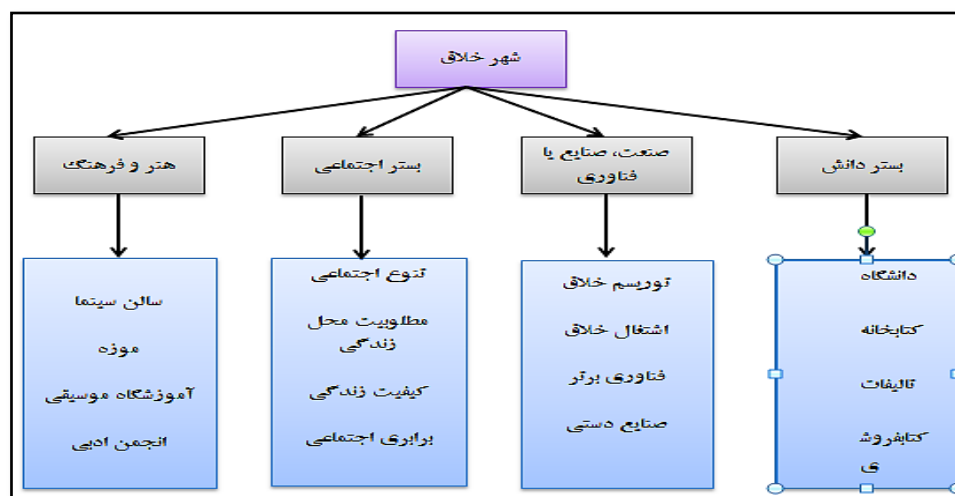 شهر خلاق
بستر دانش
صنعت، صنایع یا
فتاوری
بستر اجتماعی
هنر و فرهنگ
دانشگاه
کتابخانه
تالیفات
کتابفروش
ی
توریسم خلاق
اشتغال خلاق
فتاوری برتر
صنایع دستی
تنوع اجتماعی
مطلوبیت محل
زندگی
کیفیت زندگی
برابری اجتماعی
سالن سینما
موزه
آموزشگاه موسیقی
انجمن ادبی